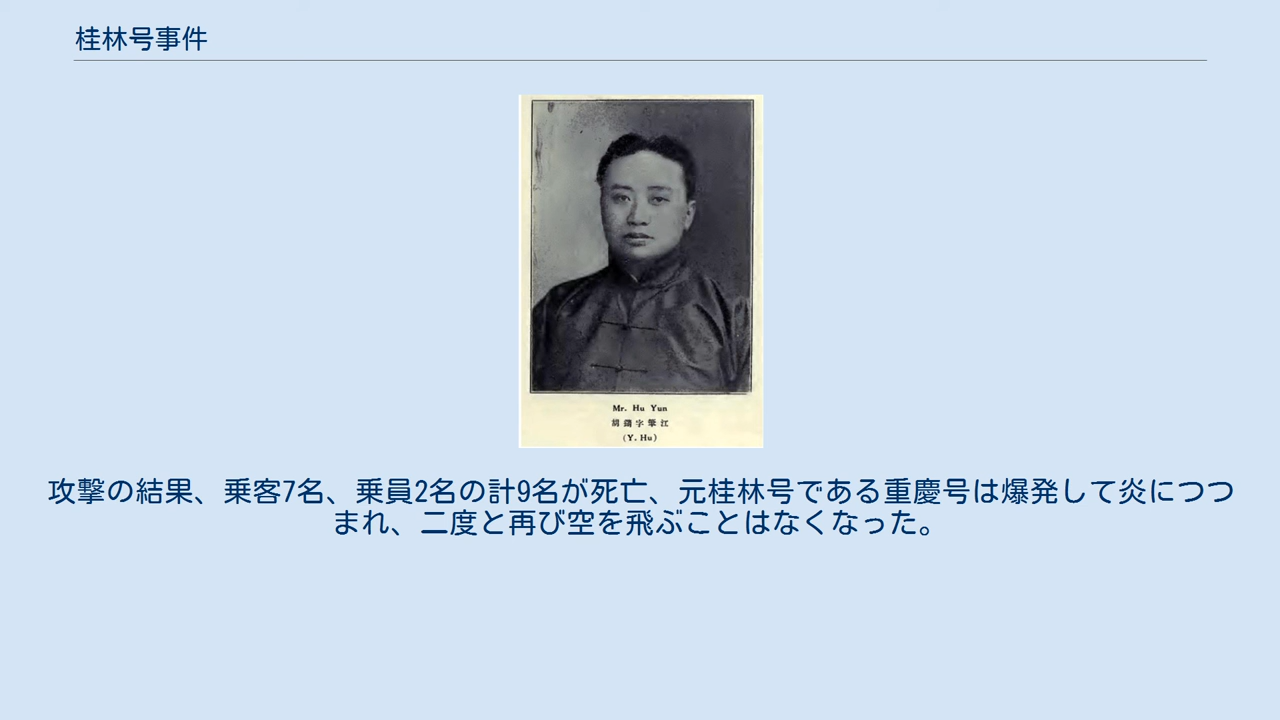 桂林号事件
Mr. Hu Yun
胡筠字筆江
(Y. Hu)
攻撃の結果、乗客7名、乗員2名の計9名が死亡、元桂林号である重慶号は爆発して炎につつ
まれ、二度と再び空を飛ぶことはなくなった。